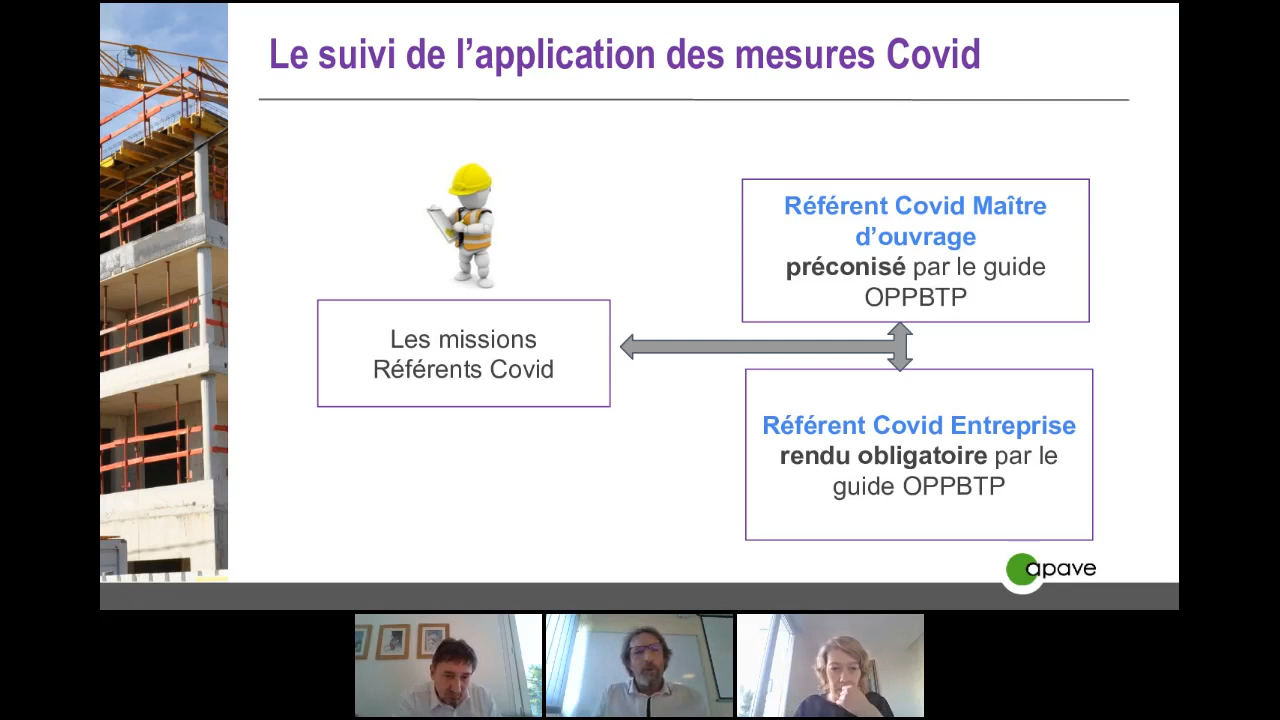 Le suivi de l’application des mesures Covid
Les missions
Référents Covid
Référent Covid Maître
d’ouvrage
préconisé par le guide
OPPBTP
Référent Covid Entreprise
rendu obligatoire par le
guide OPPBTP
apave